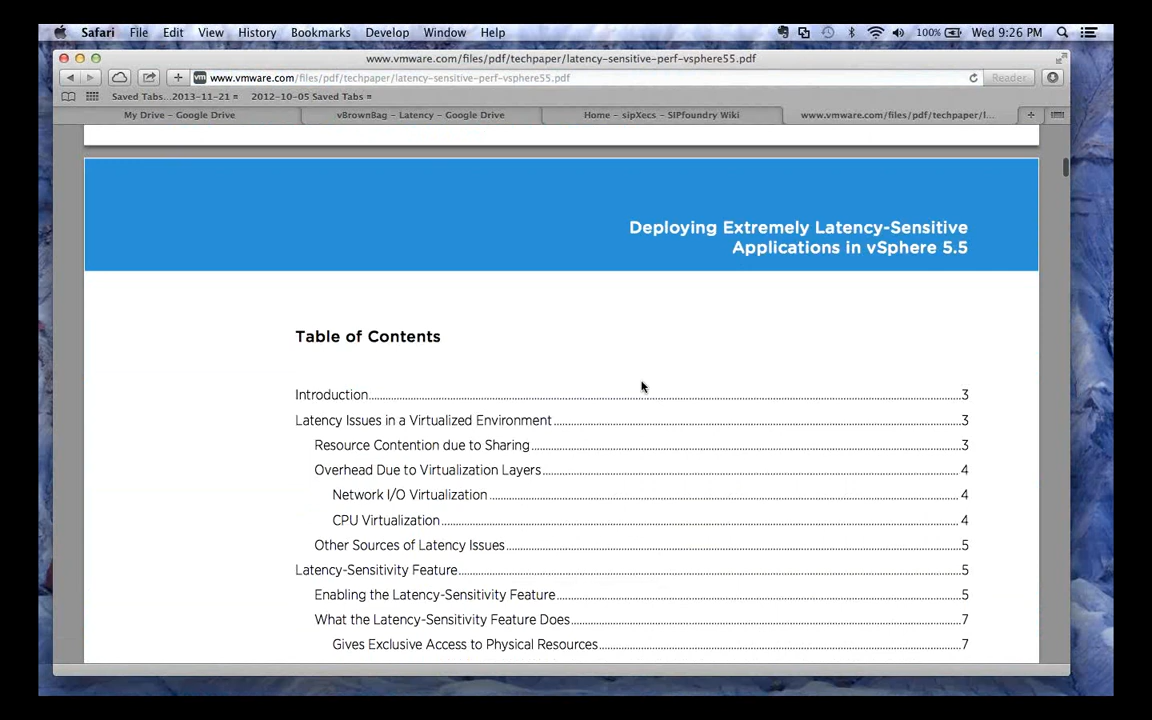 Safari File Edit View History Bookmarks Develop Window Help 100% Wed 9:26 PM
www.vmware.com/files/pdf/techpaper/latency-sensitive-perf-vsphere55.pdf
vm www.vmware.com/files/pdf/techpaper/latency-sensitive-perf-vsphere55.pdf Reader
Saved Tabs...2013-11-21 2012-10-05 Saved Tabs
My Drive – Google Drive vBrownBag – Latency – Google Drive Home – sipXecs – SIPfoundry Wiki www.vmware.com/files/pdf/techpaper/l...
Deploying Extremely Latency-Sensitive
Applications in vSphere 5.5
Table of Contents
Introduction 3
Latency Issues in a Virtualized Environment 3
Resource Contention due to Sharing 3
Overhead Due to Virtualization Layers 4
Network I/O Virtualization 4
CPU Virtualization 4
Other Sources of Latency Issues 5
Latency-Sensitivity Feature 5
Enabling the Latency-Sensitivity Feature 5
What the Latency-Sensitivity Feature Does 7
Gives Exclusive Access to Physical Resources 7